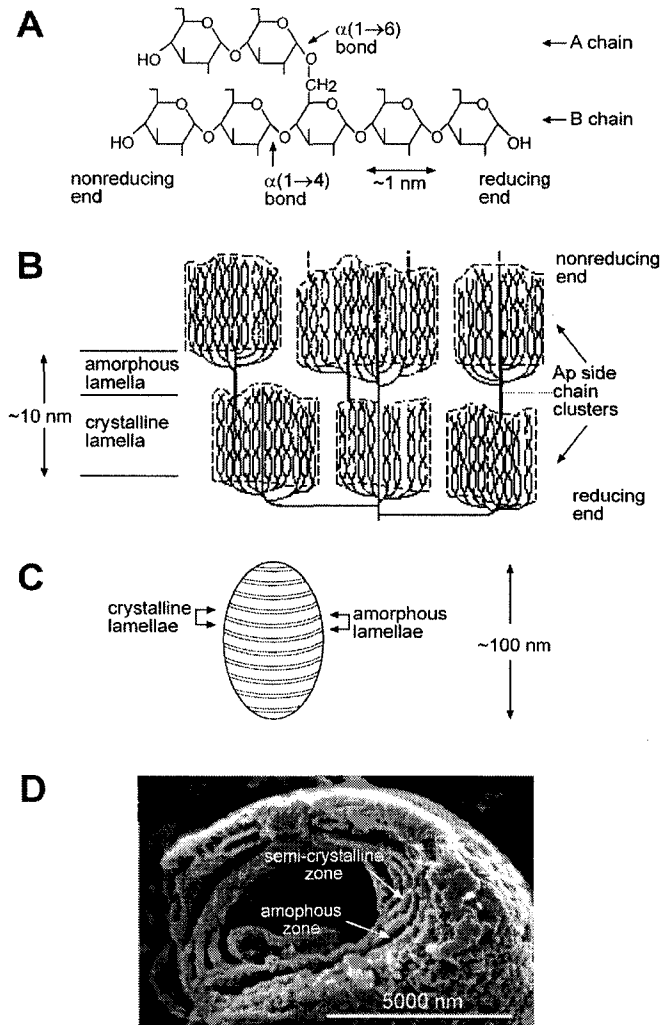 A
α(1→6)
bond
A chain
HO
O
O
O
O
CH2
O
O
O
O
O
B chain
HO
O
O
O
O
OH
nonreducing
end
α(1→4)
bond
~1 nm
reducing
end
B
nonreducing
end
amorphous
lamella
Ap side
chain
clusters
~10 nm
crystalline
lamella
reducing
end
C
crystalline
lamellae
amorphous
lamellae
~100 nm
D
semi-crystalline
zone
amophous
zone
5000 nm